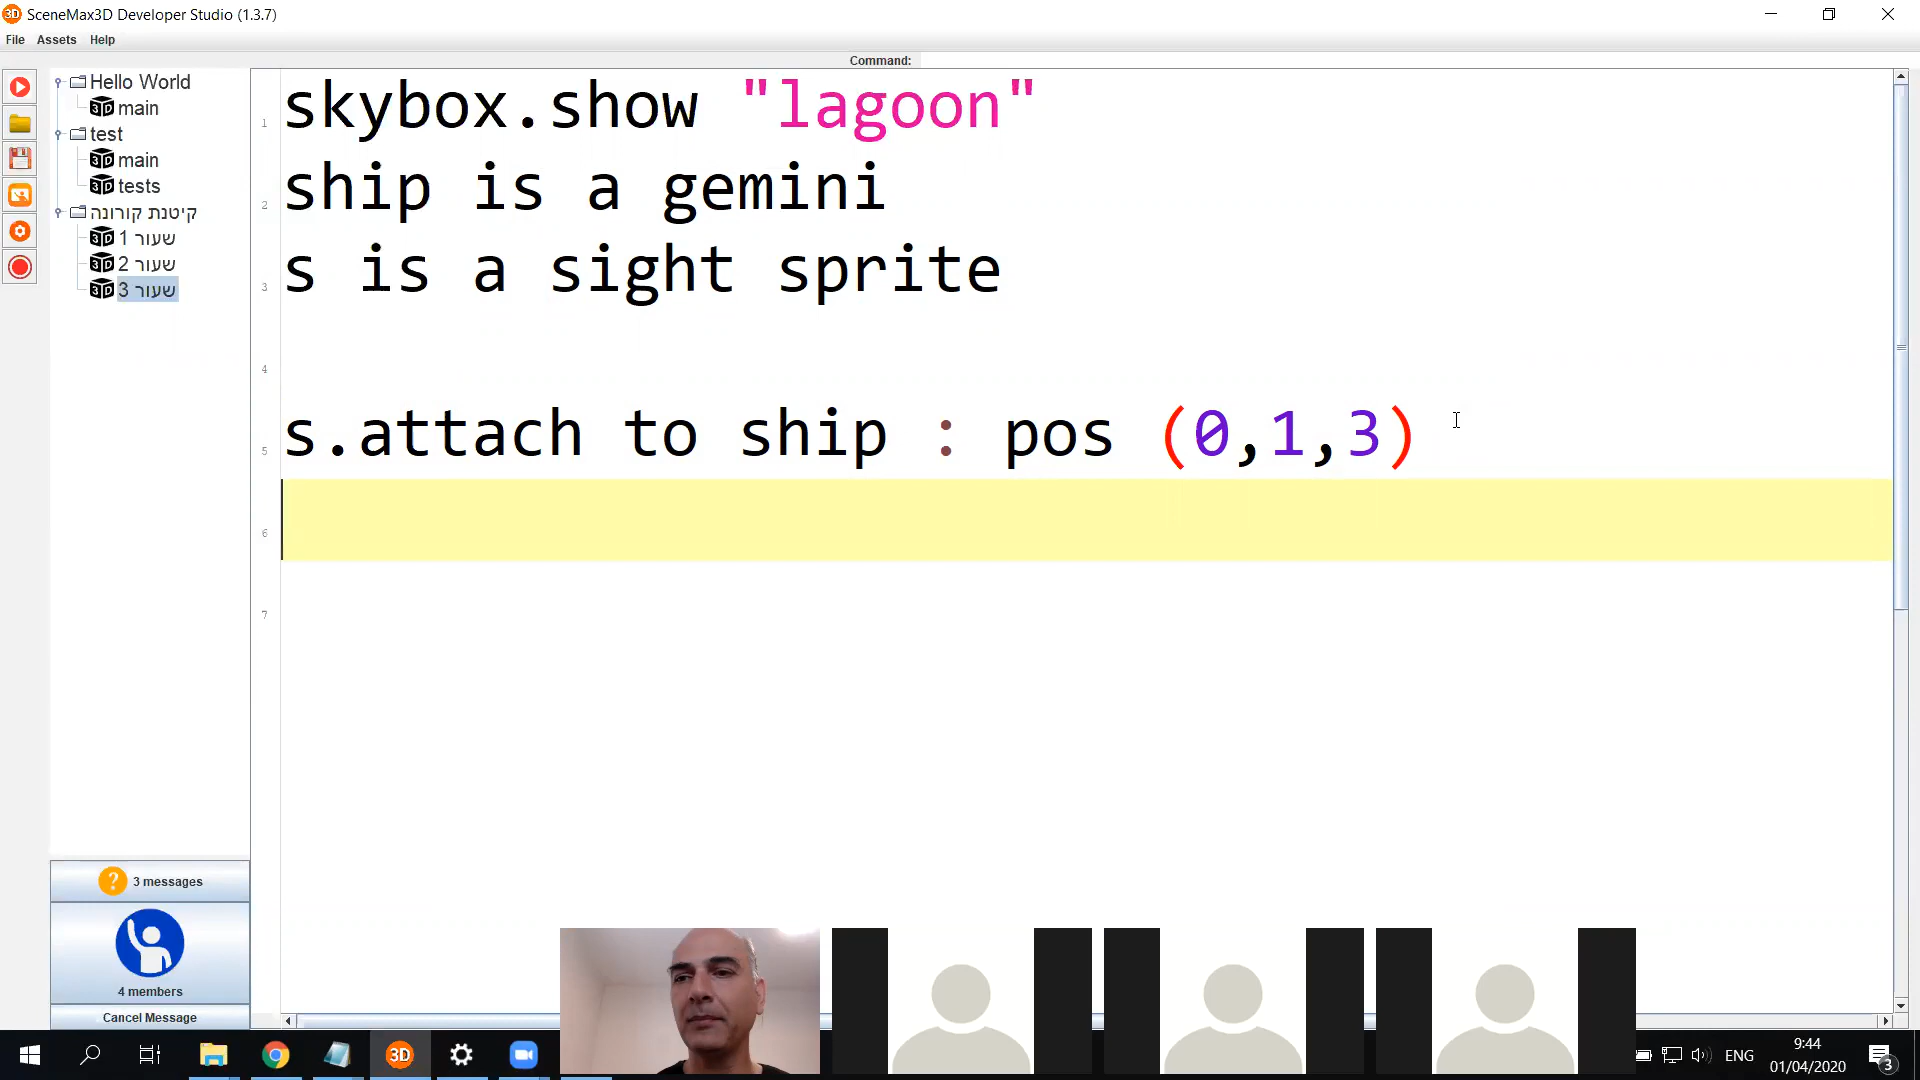 SceneMax3D Developer Studio (1.3.7)
File Assets Help
Command:
Hello World
main
test
main
tests
קיטנת קורונה
שעור 1
שעור 2
שעור 3
1 skybox.show "lagoon"
2 ship is a gemini
3 s is a sight sprite
4
5 s.attach to ship : pos (0,1,3)
6
7
? 3 messages
4 members
Cancel Message
3D
ENG
9:44
01/04/2020
3